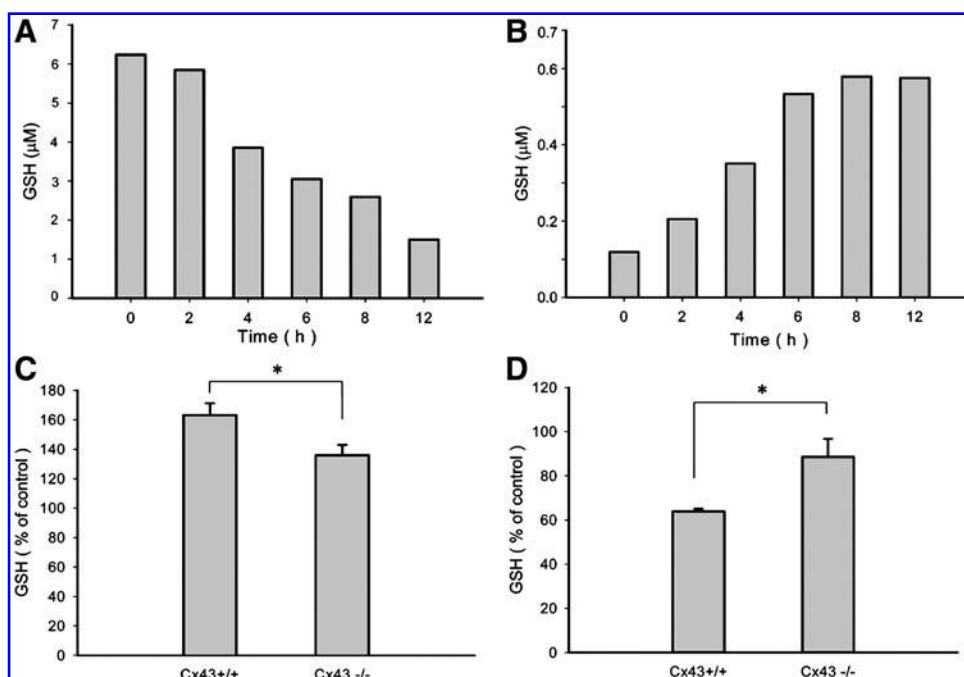 A
7
6
5
4
3
2
1
0
GSH (μM)
0 2 4 6 8 12
Time ( h )
B
0.7
0.6
0.4
0.2
0.0
GSH (μM)
0 2 4 6 8 12
Time ( h )
C
180
160
140
120
100
80
60
40
20
0
GSH ( % of control )
*
Cx43+/+ Cx43 -/-
D
120
100
80
60
40
20
0
GSH ( % of control )
*
Cx43+/+ Cx43 -/-